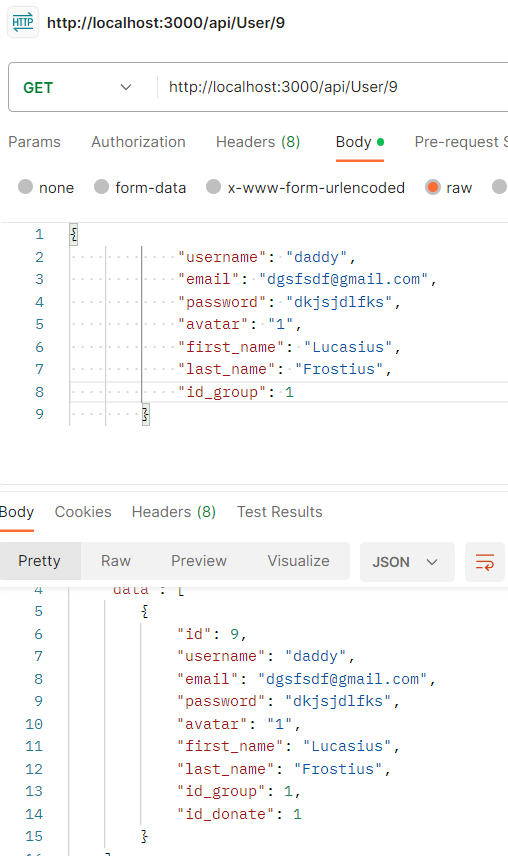 HTTP http://localhost:3000/api/User/9
GET http://localhost:3000/api/User/9
Params Authorization Headers (8) Body Pre-request S
none form-data x-www-form-urlencoded raw
1 {
2 "username": "daddy",
3 "email": "dgsfsdf@gmail.com",
4 "password": "dkjsjdlfks",
5 "avatar": "1",
6 "first_name": "Lucasius",
7 "last_name": "Frostius",
8 "id_group": 1
9 }
Body Cookies Headers (8) Test Results
Pretty Raw Preview Visualize JSON
4 "data": [
5 {
6 "id": 9,
7 "username": "daddy",
8 "email": "dgsfsdf@gmail.com",
9 "password": "dkjsjdlfks",
10 "avatar": "1",
11 "first_name": "Lucasius",
12 "last_name": "Frostius",
13 "id_group": 1,
14 "id_donate": 1
15 }